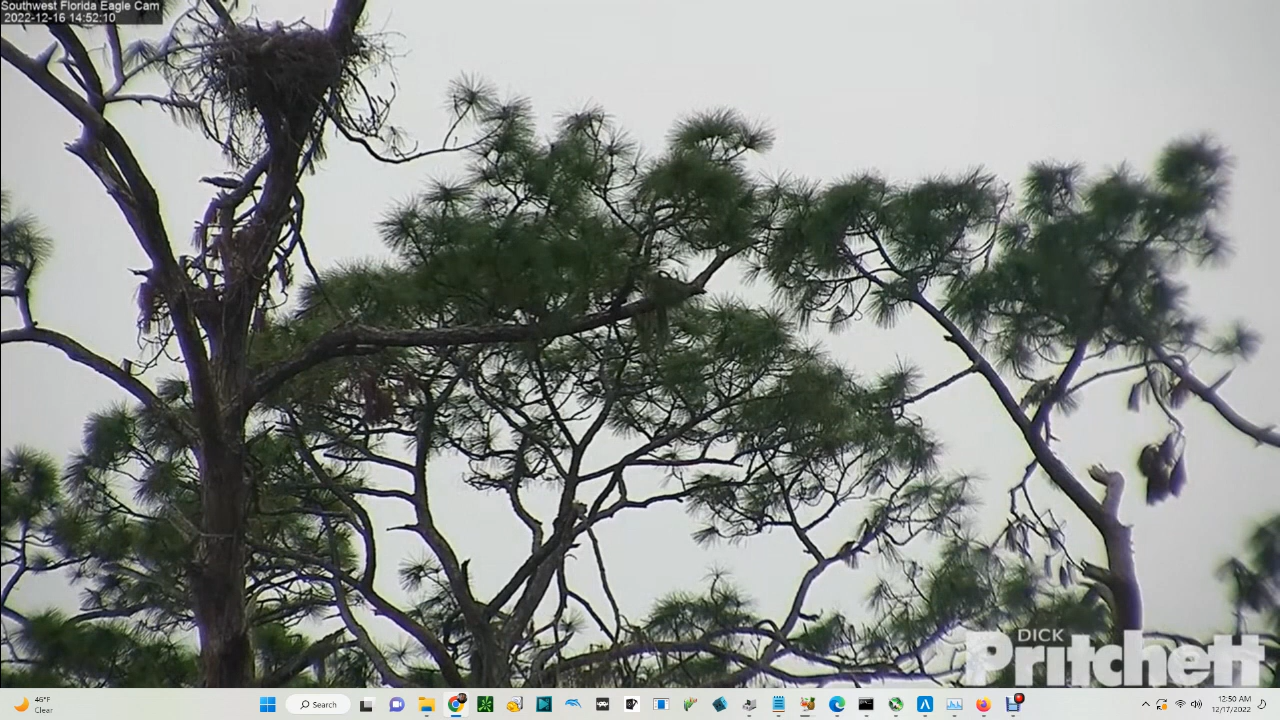 Southwest Florida Eagle Cam
2022-12-16 14:52:10
DICK
Pritchett
46°F
Clear
Search
12:50 AM
12/17/2022